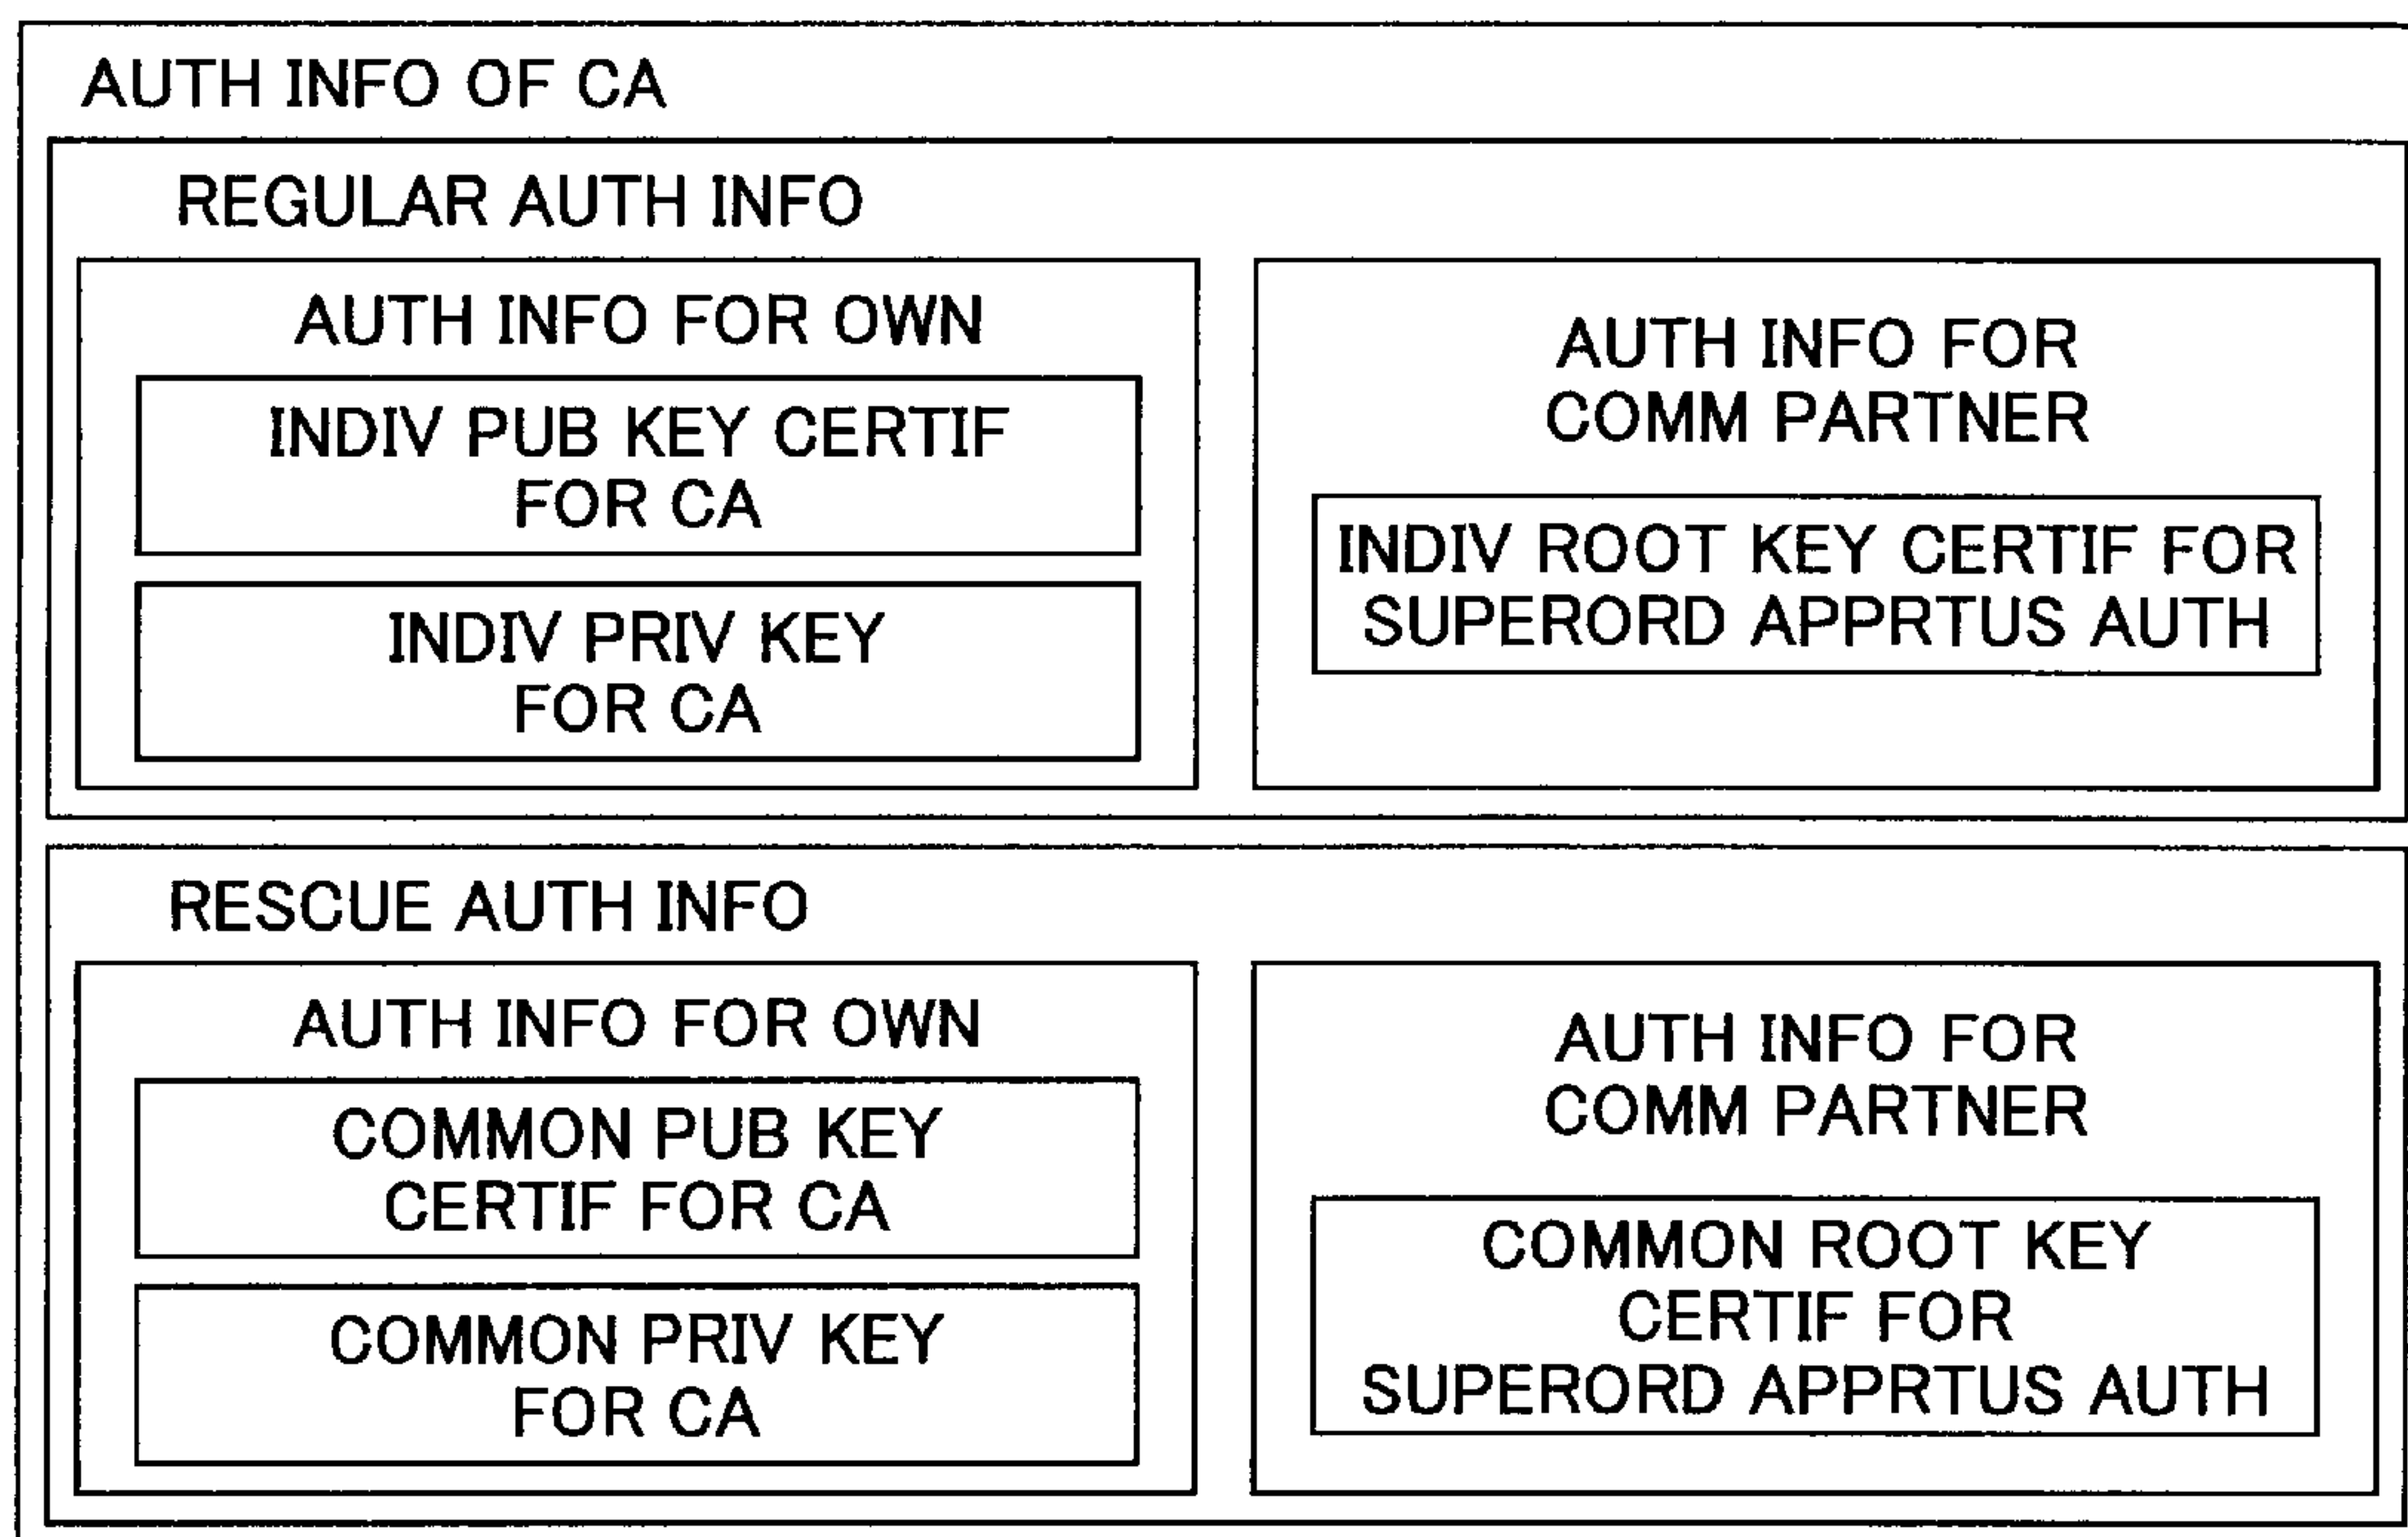 AUTH INFO OF CA
REGULAR AUTH INFO
AUTH INFO FOR OWN
INDIV PUB KEY CERTIF
FOR CA
INDIV PRIV KEY
FOR CA
AUTH INFO FOR
COMM PARTNER
INDIV ROOT KEY CERTIF FOR
SUPERORD APPRTUS AUTH
RESCUE AUTH INFO
AUTH INFO FOR OWN
COMMON PUB KEY
CERTIF FOR CA
COMMON PRIV KEY
FOR CA
AUTH INFO FOR
COMM PARTNER
COMMON ROOT KEY
CERTIF FOR
SUPERORD APPRTUS AUTH